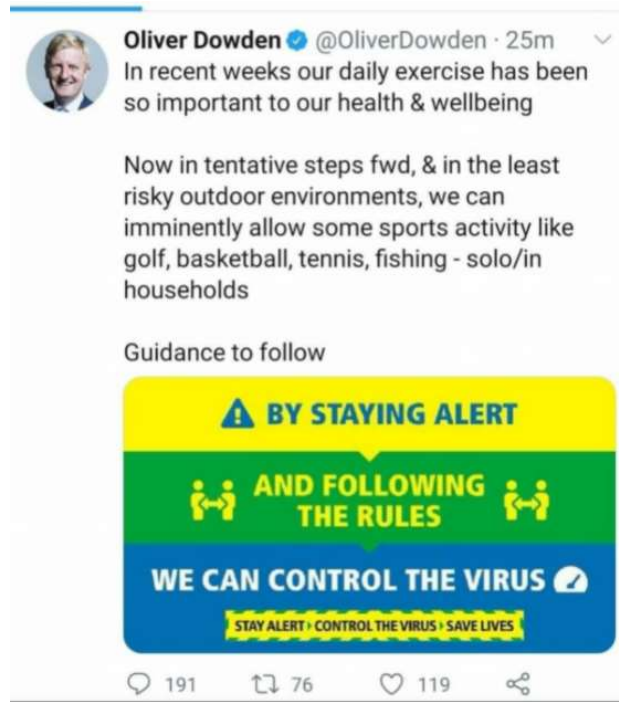 Oliver Dowden @OliverDowden · 25m
In recent weeks our daily exercise has been
so important to our health & wellbeing
Now in tentative steps fwd, & in the least
risky outdoor environments, we can
imminently allow some sports activity like
golf, basketball, tennis, fishing - solo/in
households
Guidance to follow
BY STAYING ALERT
AND FOLLOWING
THE RULES
WE CAN CONTROL THE VIRUS
STAY ALERT › CONTROL THE VIRUS › SAVE LIVES
191 76 119